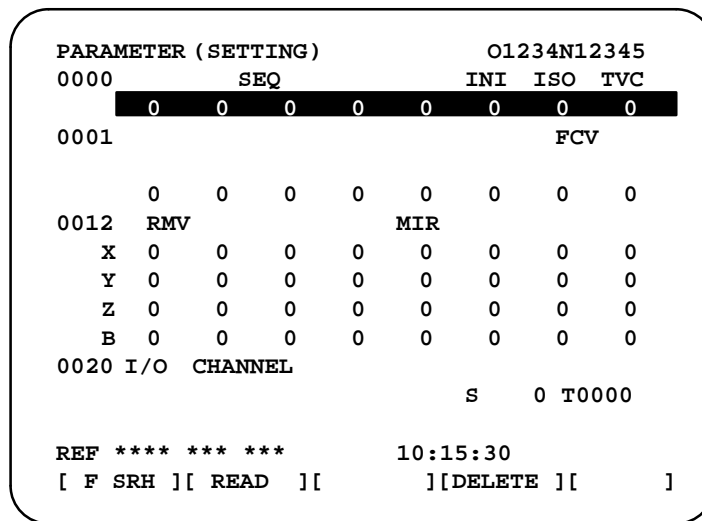 PARAMETER (SETTING) O1234N12345
0000 SEQ INI ISO TVC
0 0 0 0 0 0 0 0
0001 FCV
0 0 0 0 0 0 0 0
0012 RMV MIR
X 0 0 0 0 0 0 0 0
Y 0 0 0 0 0 0 0 0
Z 0 0 0 0 0 0 0 0
B 0 0 0 0 0 0 0 0
0020 I/O CHANNEL
S 0 T0000
REF **** *** *** 10:15:30
[ F SRH ][ READ ][ ][DELETE ][ ]